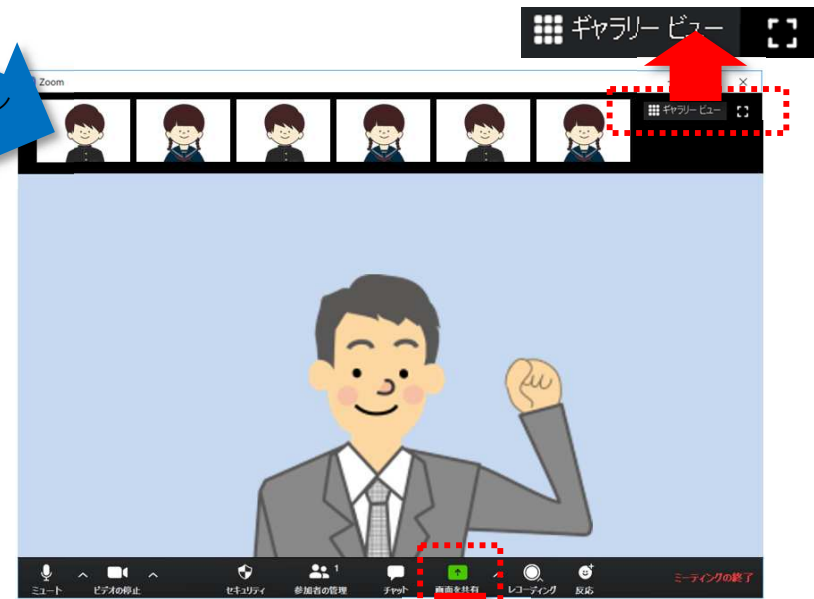 ギャラリー ビュー
Zoom
ギャラリー ビュー
1
ミュート
ビデオの停止
セキュリティ
参加者の管理
チャット
画面を共有
レコーディング
反応
ミーティングの終了